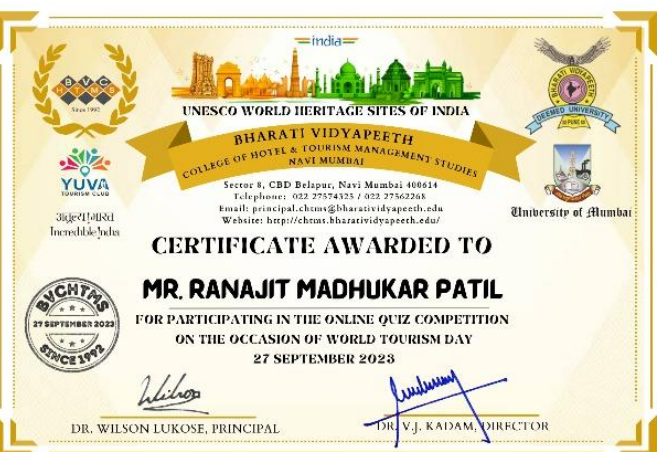 india
UNESCO WORLD HERITAGE SITES OF INDIA
BHARATI VIDYAPEETH
COLLEGE OF HOTEL & TOURISM MANAGEMENT STUDIES
NAVI MUMBAI
Sector 8, CBD Belapur, Navi Mumbai 400614
Telephone: 022 27574325 / 022 27562268
Email: principal.chtms@bharatividyapeeth.edu
Website: http://chtms.bharatividyapeeth.edu/
BVC
HTMS
Since 1992
YUVA
TOURISM CLUB
अतुल्य!भारत
Incredible!ndia
BHARATI VIDYAPEETH
DEEMED UNIVERSITY
PUNE
University of Mumbai
CERTIFICATE AWARDED TO
MR. RANAJIT MADHUKAR PATIL
FOR PARTICIPATING IN THE ONLINE QUIZ COMPETITION
ON THE OCCASION OF WORLD TOURISM DAY
27 SEPTEMBER 2023
BVCHTMS
27 SEPTEMBER 2023
SINCE 1992
DR. WILSON LUKOSE, PRINCIPAL
DR. V.J. KADAM, DIRECTOR